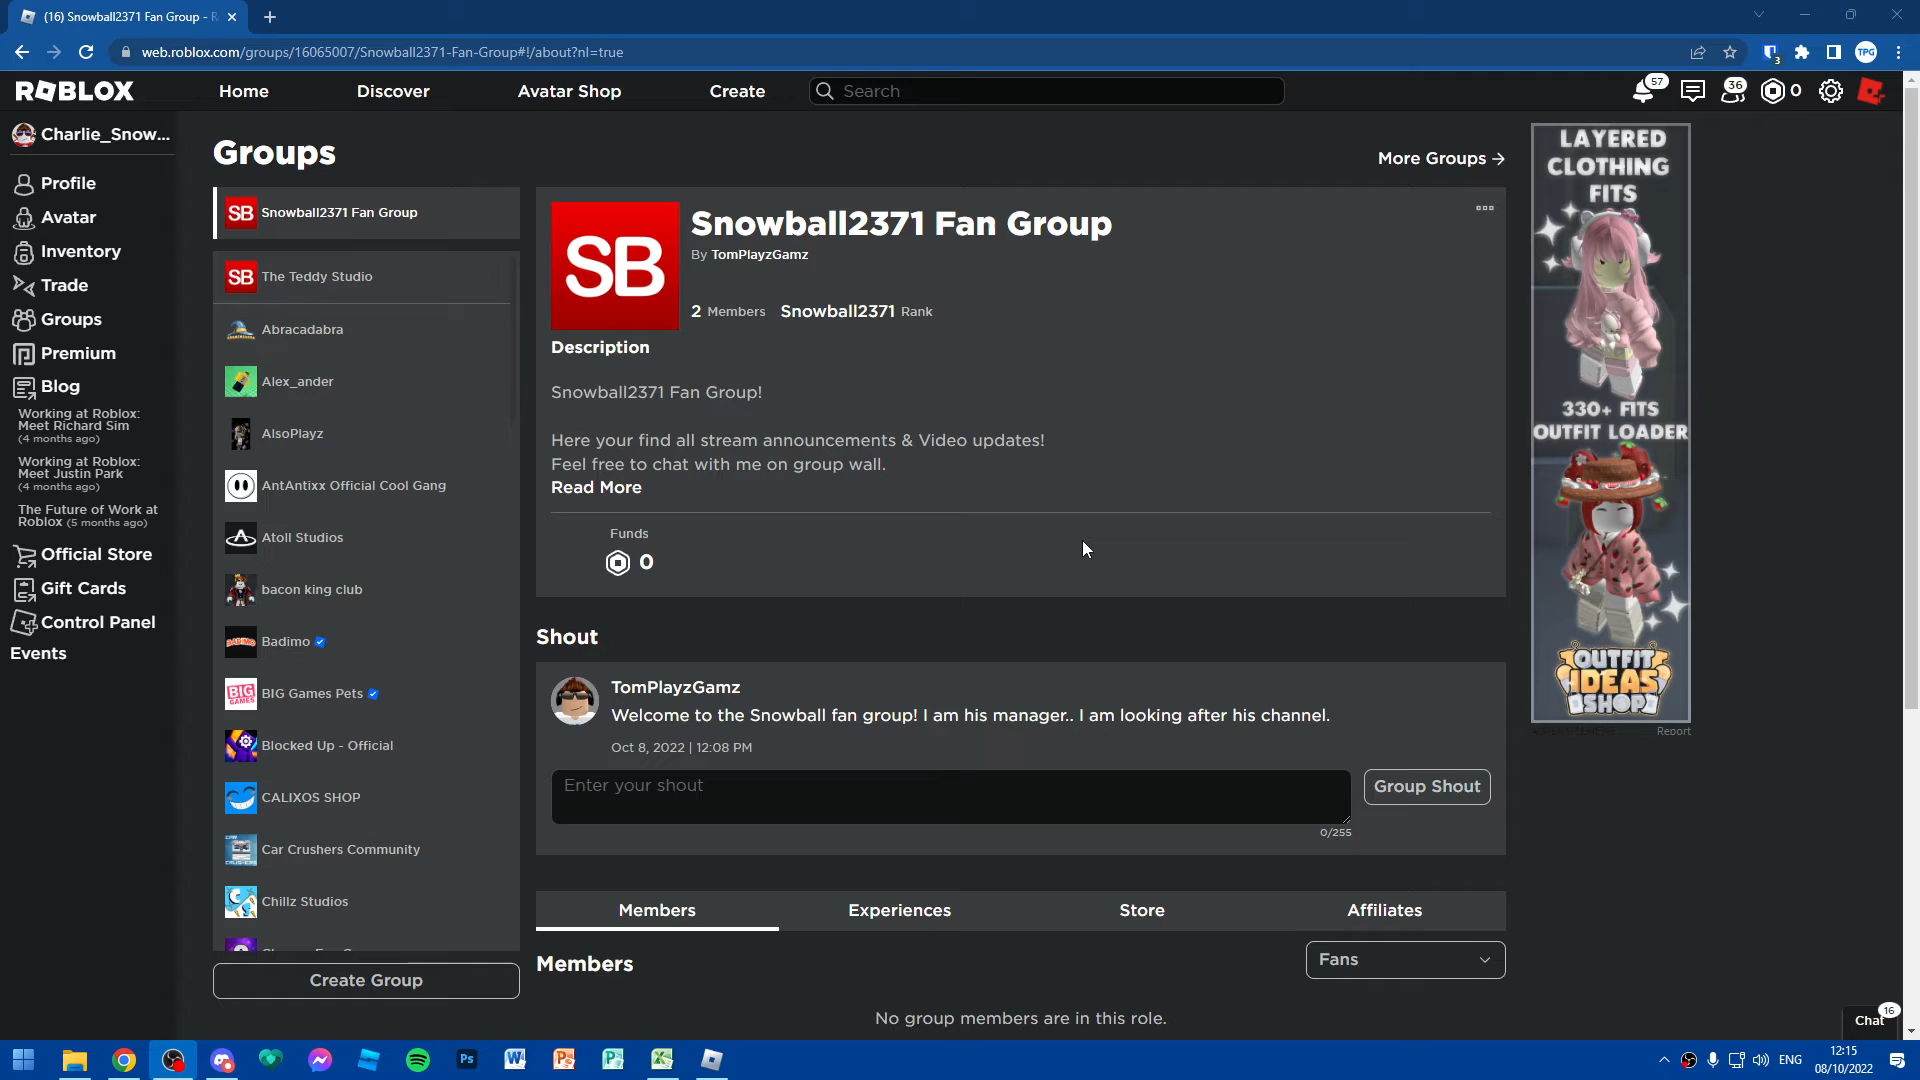 (16) Snowball2371 Fan Group - R
web.roblox.com/groups/16065007/Snowball2371-Fan-Group#!/about?nl=true
3
TPG
ROBLOX
Home
Discover
Avatar Shop
Create
Search
57
36
0
Charlie_Snow...
Profile
Avatar
Inventory
Trade
Groups
Premium
Blog
Working at Roblox:
Meet Richard Sim
(4 months ago)
Working at Roblox:
Meet Justin Park
(4 months ago)
The Future of Work at
Roblox (5 months ago)
Official Store
Gift Cards
Control Panel
Events
Groups
More Groups →
SB Snowball2371 Fan Group
SB The Teddy Studio
Abracadabra
Alex_ander
AlsoPlayz
AntAntixx Official Cool Gang
Atoll Studios
bacon king club
Badimo
BIG GAMES BIG Games Pets
Blocked Up - Official
CALIXOS SHOP
Car Crushers Community
Chillz Studios
Create Group
SB
Snowball2371 Fan Group
By TomPlayzGamz
2 Members Snowball2371 Rank
Description
Snowball2371 Fan Group!
Here your find all stream announcements & Video updates!
Feel free to chat with me on group wall.
Read More
Funds
0
Shout
TomPlayzGamz
Welcome to the Snowball fan group! I am his manager.. I am looking after his channel.
Oct 8, 2022 | 12:08 PM
Enter your shout
Group Shout
0/255
Members
Experiences
Store
Affiliates
Members
Fans
No group members are in this role.
LAYERED
CLOTHING
FITS
330+ FITS
OUTFIT LOADER
OUTFIT
IDEAS
SHOP
Report
Chat
16
Ps
ENG
12:15
08/10/2022